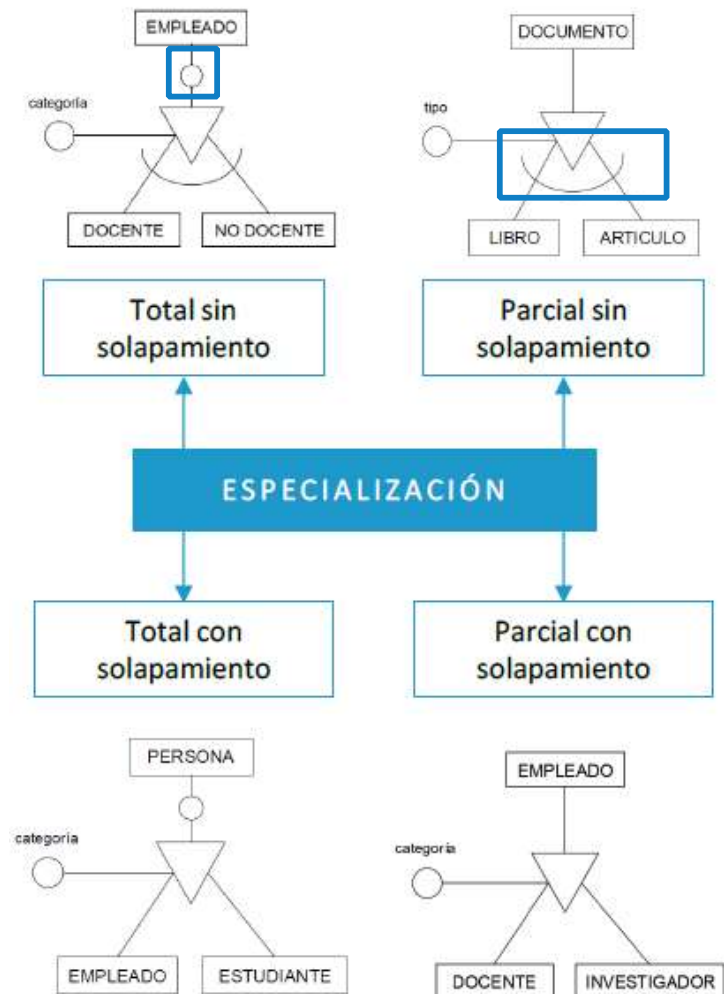 EMPLEADO
categoría
DOCENTE
NO DOCENTE
DOCUMENTO
tipo
LIBRO
ARTICULO
Total sin
solapamiento
Parcial sin
solapamiento
ESPECIALIZACIÓN
Total con
solapamiento
Parcial con
solapamiento
PERSONA
categoría
EMPLEADO
ESTUDIANTE
EMPLEADO
categoría
DOCENTE
INVESTIGADOR